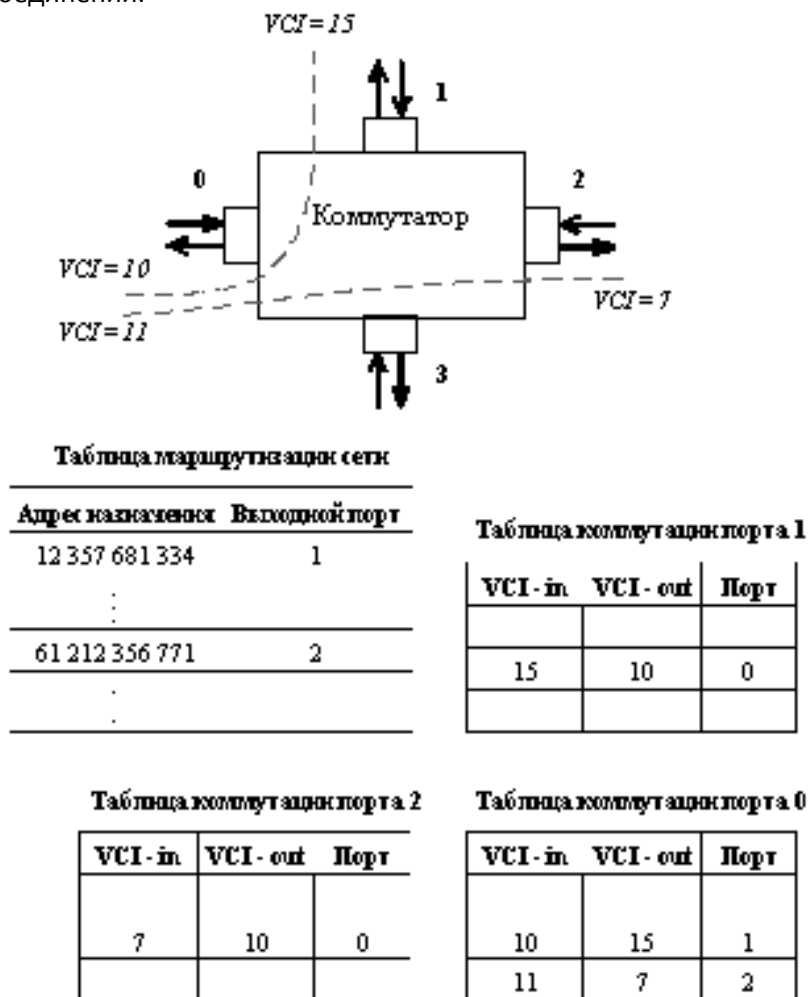 VCI = 15
1
0
2
Коммутатор
VCI = 10
VCI = 7
VCI = 11
3
Таблица маршрутизации сети
Адрес назначения Выходной порт
12 357 681 334 1
61 212 356 771 2
Таблица коммутации порта 1
VCI - in VCI - out Порт
15 10 0
Таблица коммутации порта 2
VCI - in VCI - out Порт
7 10 0
Таблица коммутации порта 0
VCI - in VCI - out Порт
10 15 1
11 7 2